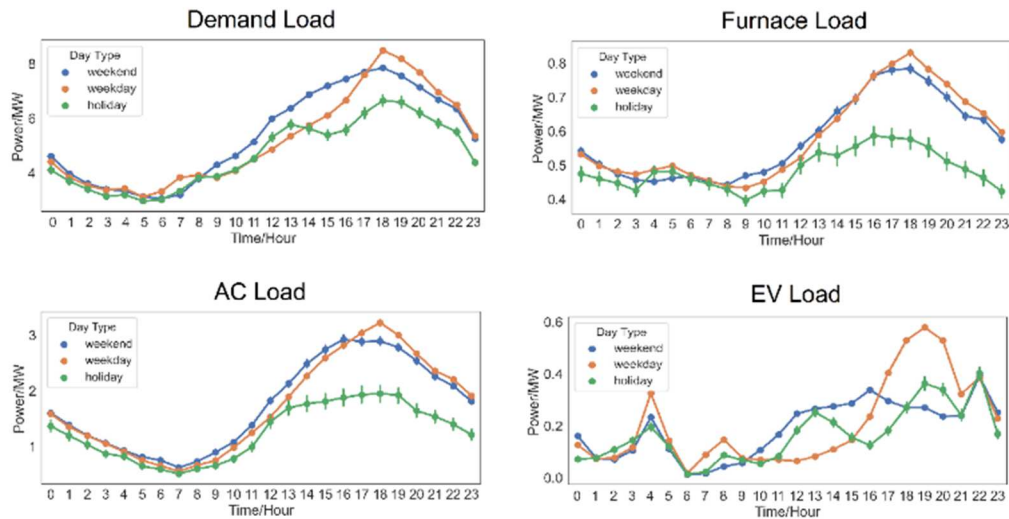 Demand Load
Power/MW
8
6
4
Day Type
weekend
weekday
holiday
0 1 2 3 4 5 6 7 8 9 10 11 12 13 14 15 16 17 18 19 20 21 22 23
Time/Hour
Furnace Load
Power/MW
0.8
0.7
0.6
0.5
0.4
Day Type
weekend
weekday
holiday
0 1 2 3 4 5 6 7 8 9 10 11 12 13 14 15 16 17 18 19 20 21 22 23
Time/Hour
AC Load
Power/MW
3
2
1
Day Type
weekend
weekday
holiday
0 1 2 3 4 5 6 7 8 9 10 11 12 13 14 15 16 17 18 19 20 21 22 23
Time/Hour
EV Load
Power/MW
0.6
0.4
0.2
0.0
Day Type
weekend
weekday
holiday
0 1 2 3 4 5 6 7 8 9 10 11 12 13 14 15 16 17 18 19 20 21 22 23
Time/Hour